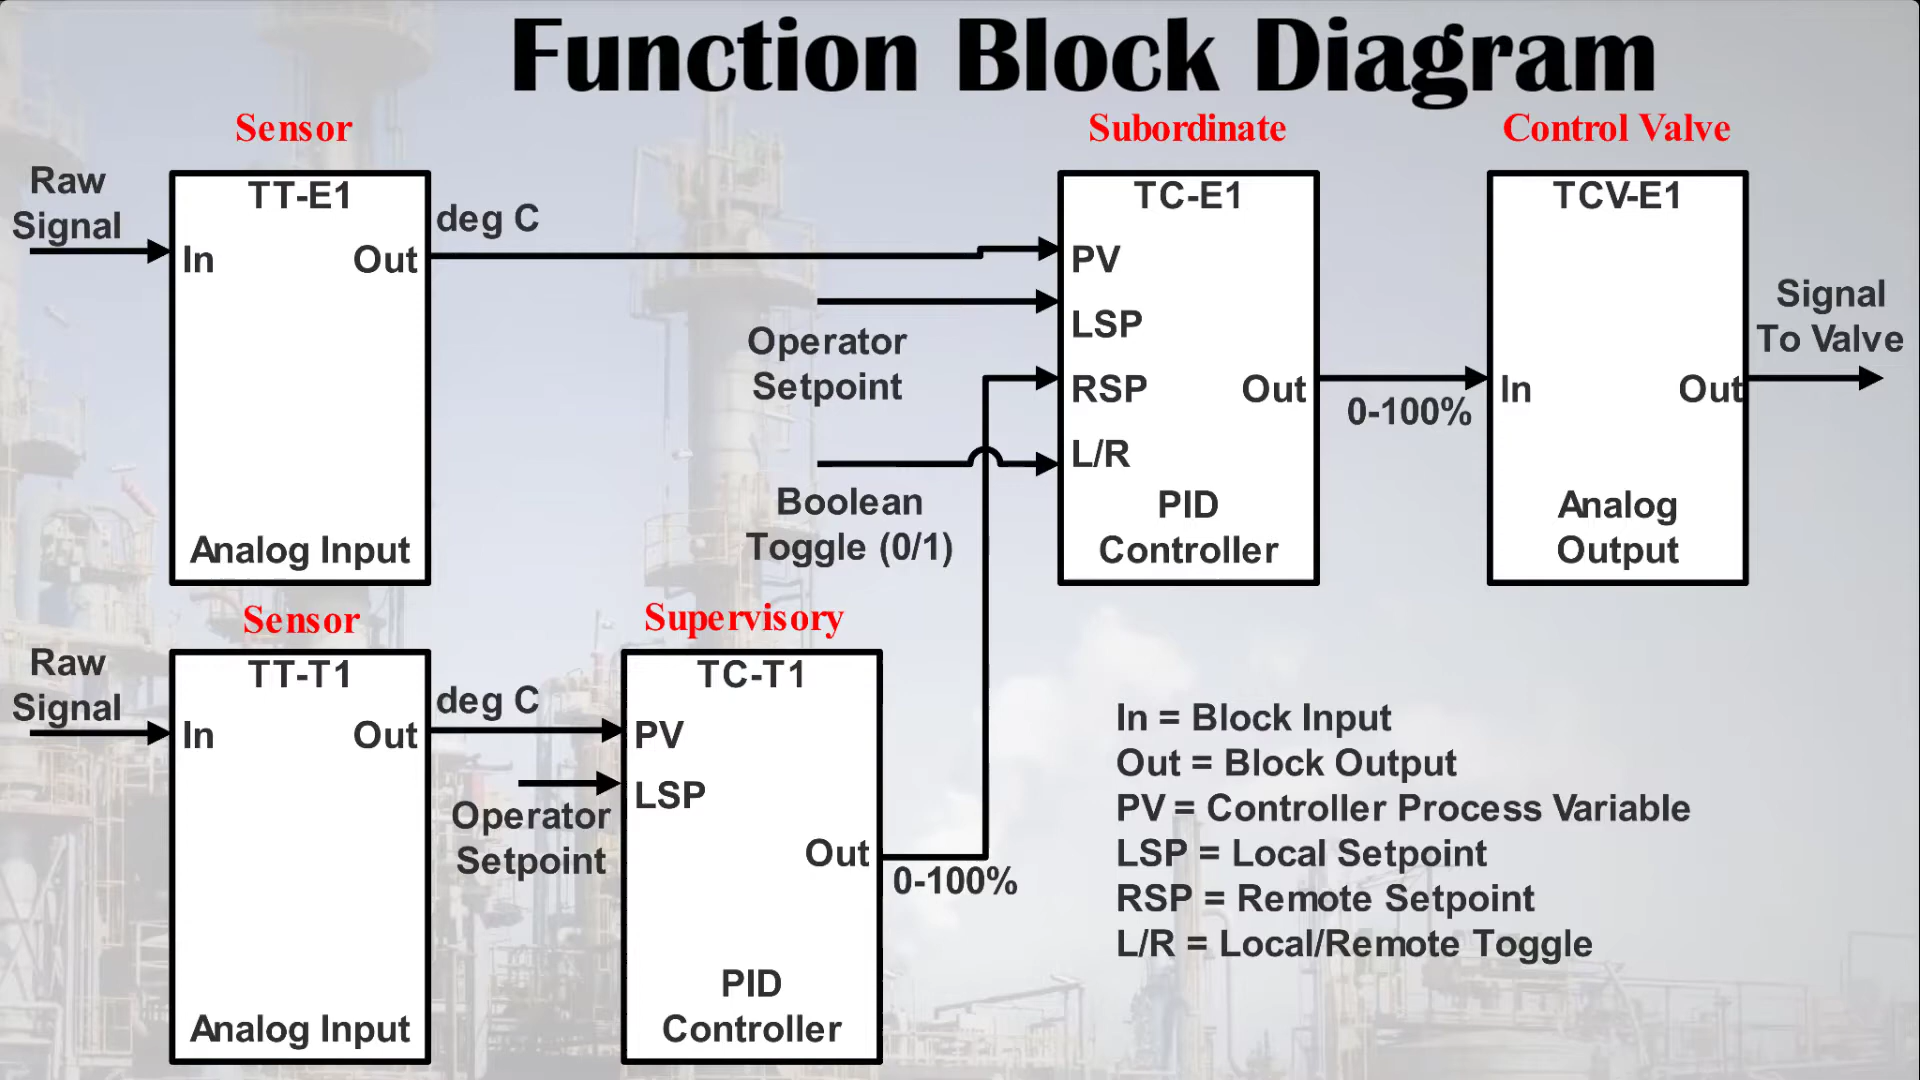 Function Block Diagram
Sensor
Subordinate
Control Valve
Raw
Signal
TT-E1
In
Out
Analog Input
deg C
Operator
Setpoint
Boolean
Toggle (0/1)
TC-E1
PV
LSP
RSP
L/R
Out
PID
Controller
0-100%
TCV-E1
In
Out
Analog
Output
Signal
To Valve
Sensor
Supervisory
Raw
Signal
TT-T1
In
Out
Analog Input
deg C
Operator
Setpoint
TC-T1
PV
LSP
Out
PID
Controller
0-100%
In = Block Input
Out = Block Output
PV = Controller Process Variable
LSP = Local Setpoint
RSP = Remote Setpoint
L/R = Local/Remote Toggle